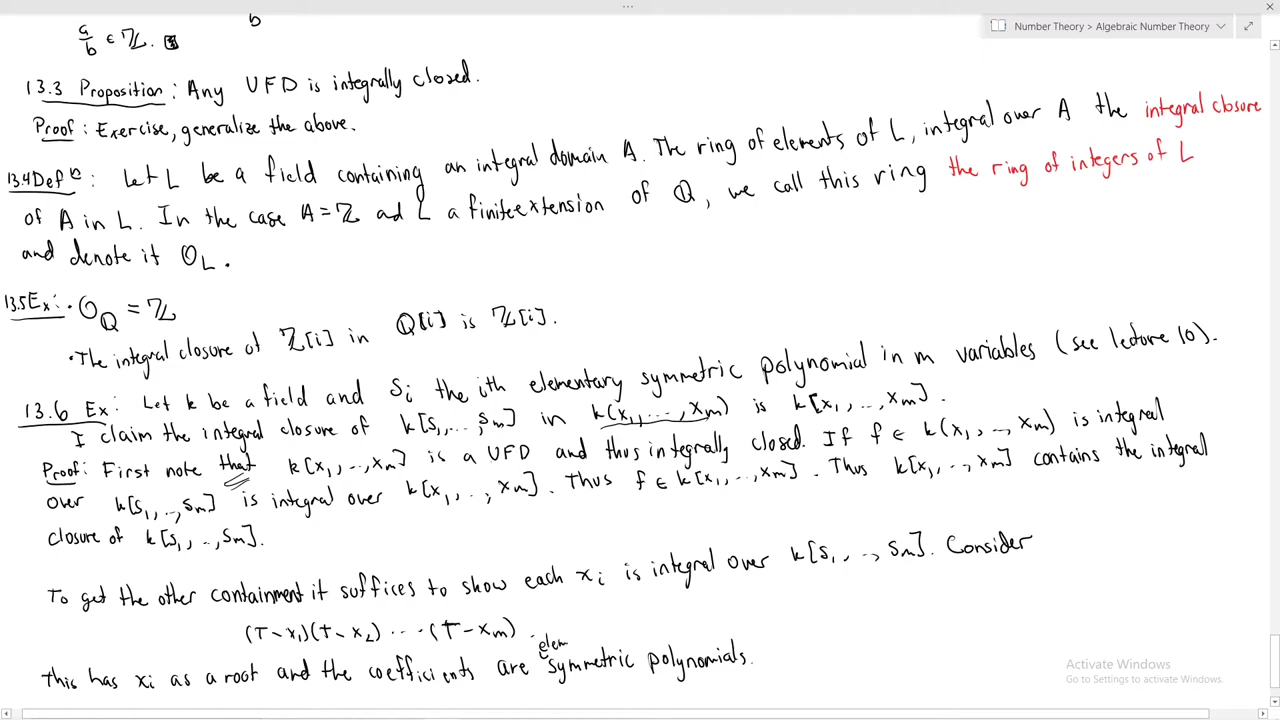 ...
Number Theory > Algebraic Number Theory
b
a/b ∈ ℤ.
13.3 Proposition: Any UFD is integrally closed.
Proof: Exercise, generalize the above.
13.4 Defⁿ: Let L be a field containing an integral domain A. The ring of elements of L, integral over A the integral closure
of A in L. In the case A=ℤ ad L a finite extension of ℚ, we call this ring the ring of integers of L
and denote it O_L.
13.5 Ex: • O_ℚ = ℤ
• The integral closure of ℤ[i] in ℚ[i] is ℤ[i].
13.6 Ex: Let k be a field and S_i the ith elementary symmetric polynomial in m variables (see lecture 10).
I claim the integral closure of k[s_1,...,s_m] in k(x_1,...,x_m) is k[x_1,...,x_m].
Proof: First note that k[x_1,...,x_m] is a UFD and thus integrally closed. If f ∈ k(x_1,...,x_m) is integral
over k[s_1,...,s_m] is integral over k[x_1,...,x_m]. Thus f ∈ k[x_1,...,x_m]. Thus k[x_1,...,x_m] contains the integral
closure of k[s_1,...,s_m].
To get the other containment it suffices to show each x_i is integral over k[s_1,...,s_m]. Consider
(T-x_1)(T-x_2)....(T-x_m)
This has x_i as a root and the coefficients are elem symmetric polynomials.
Activate Windows
Go to Settings to activate Windows.